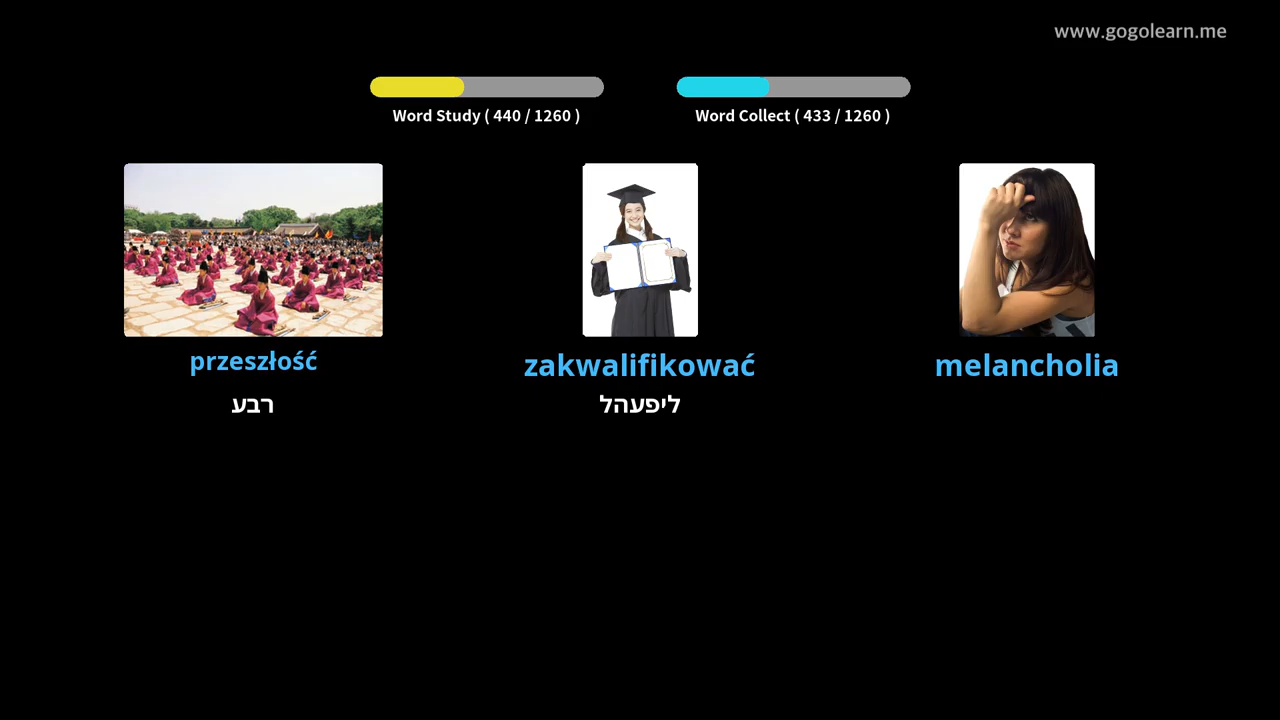 www.gogolearn.me
Word Study ( 440 / 1260 )
Word Collect ( 433 / 1260 )
przeszłość
zakwalifikować
melancholia
רבע
ליפעהל